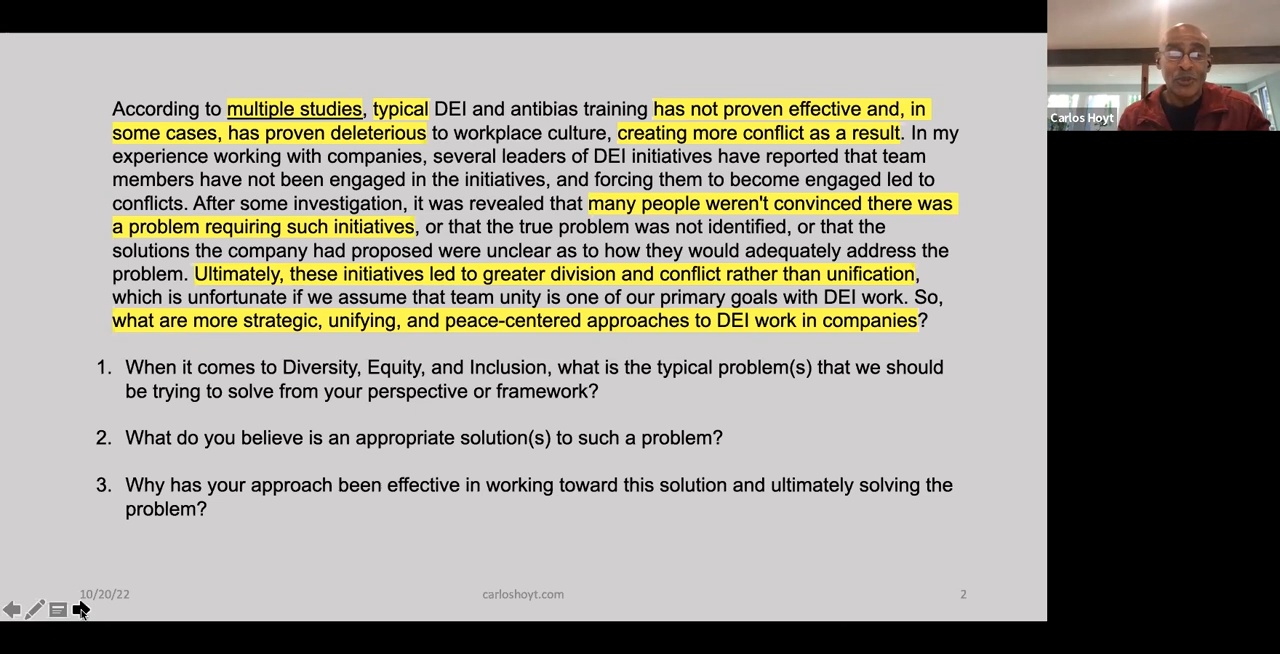 According to multiple studies, typical DEI and antibias training has not proven effective and, in
some cases, has proven deleterious to workplace culture, creating more conflict as a result. In my
experience working with companies, several leaders of DEI initiatives have reported that team
members have not been engaged in the initiatives, and forcing them to become engaged led to
conflicts. After some investigation, it was revealed that many people weren't convinced there was
a problem requiring such initiatives, or that the true problem was not identified, or that the
solutions the company had proposed were unclear as to how they would adequately address the
problem. Ultimately, these initiatives led to greater division and conflict rather than unification,
which is unfortunate if we assume that team unity is one of our primary goals with DEI work. So,
what are more strategic, unifying, and peace-centered approaches to DEI work in companies?
1. When it comes to Diversity, Equity, and Inclusion, what is the typical problem(s) that we should
be trying to solve from your perspective or framework?
2. What do you believe is an appropriate solution(s) to such a problem?
3. Why has your approach been effective in working toward this solution and ultimately solving the
problem?
10/20/22
carloshoyt.com
2
Carlos Hoyt